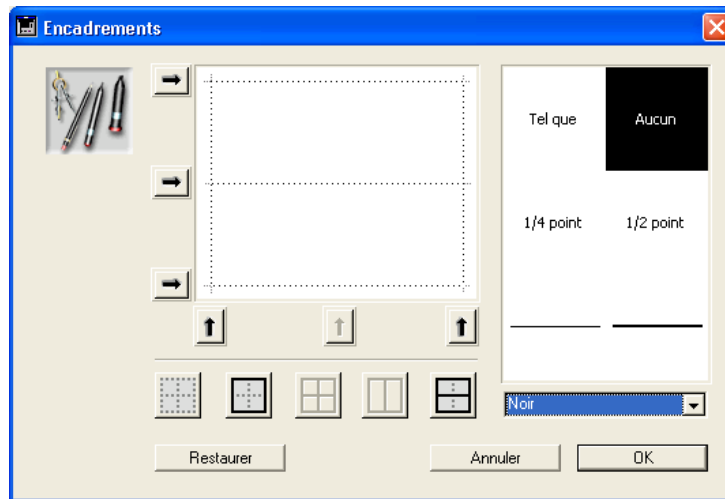 Encadrements
Tel que
Aucun
1/4 point
1/2 point
Noir
Restaurer
Annuler
OK